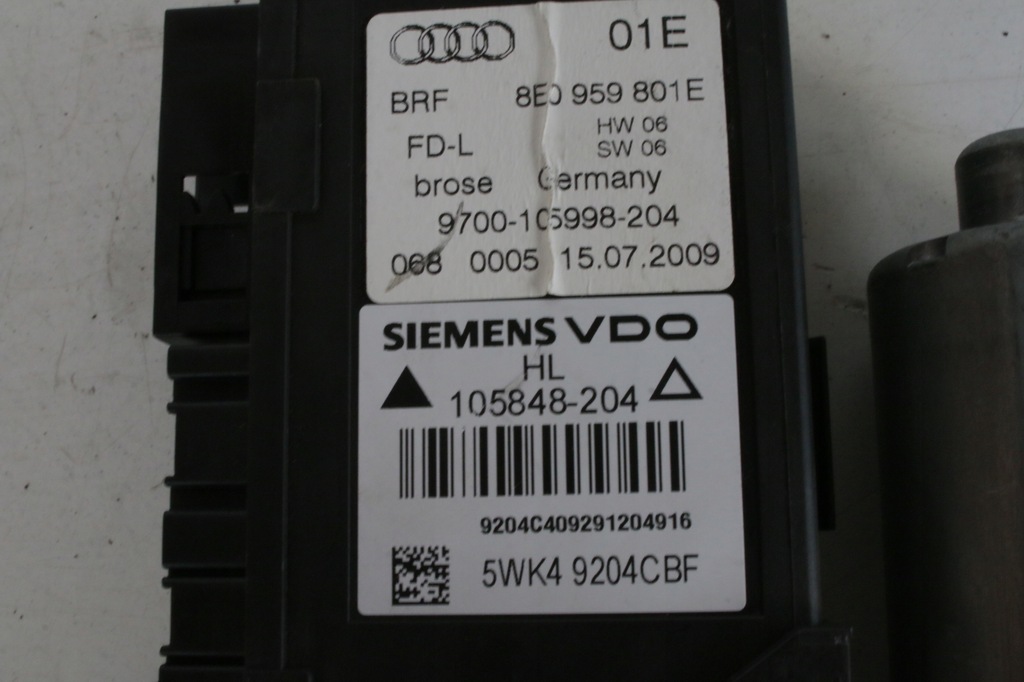 01E
BRF 8E0 959 801E
FD-L HW 06
SW 06
brose Germany
9700-105998-204
068 0005 15.07.2009
SIEMENS VDO
HL
105848-204
9204C409291204916
5WK4 9204CBF